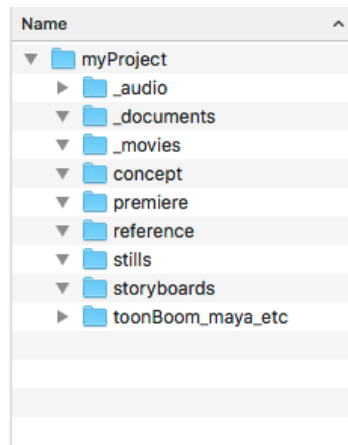 Name
myProject
_audio
_documents
_movies
concept
premiere
reference
stills
storyboards
toonBoom_maya_etc